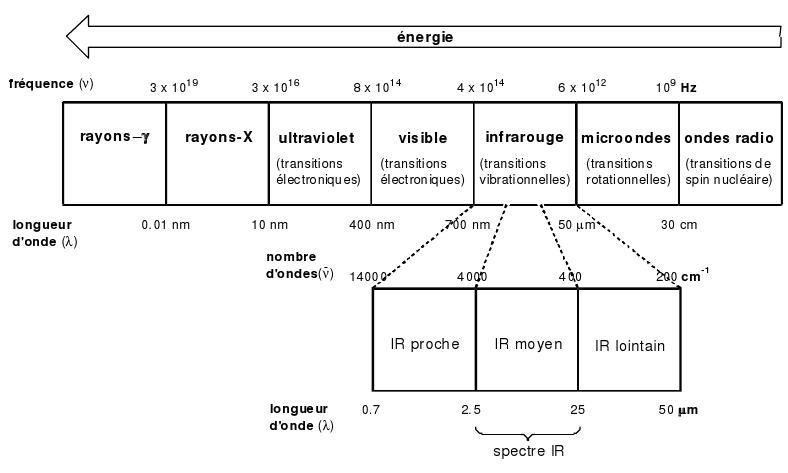 énergie
fréquence (ν) 3 x 10¹⁹ 3 x 10¹⁶ 8 x 10¹⁴ 4 x 10¹⁴ 6 x 10¹² 10⁹ Hz
rayons-γ rayons-X ultraviolet visible infrarouge microondes ondes radio
(transitions (transitions (transitions (transitions (transitions de
électroniques) électroniques) vibrationnelles) rotationnelles) spin nucléaire)
longueur 0.01 nm 10 nm 400 nm 700 nm 50 µm 30 cm
d'onde (λ)
nombre
d'ondes(ν̄) 14000 4000 400 200 cm⁻¹
IR proche IR moyen IR lointain
longueur 0.7 2.5 25 50 µm
d'onde (λ)
spectre IR